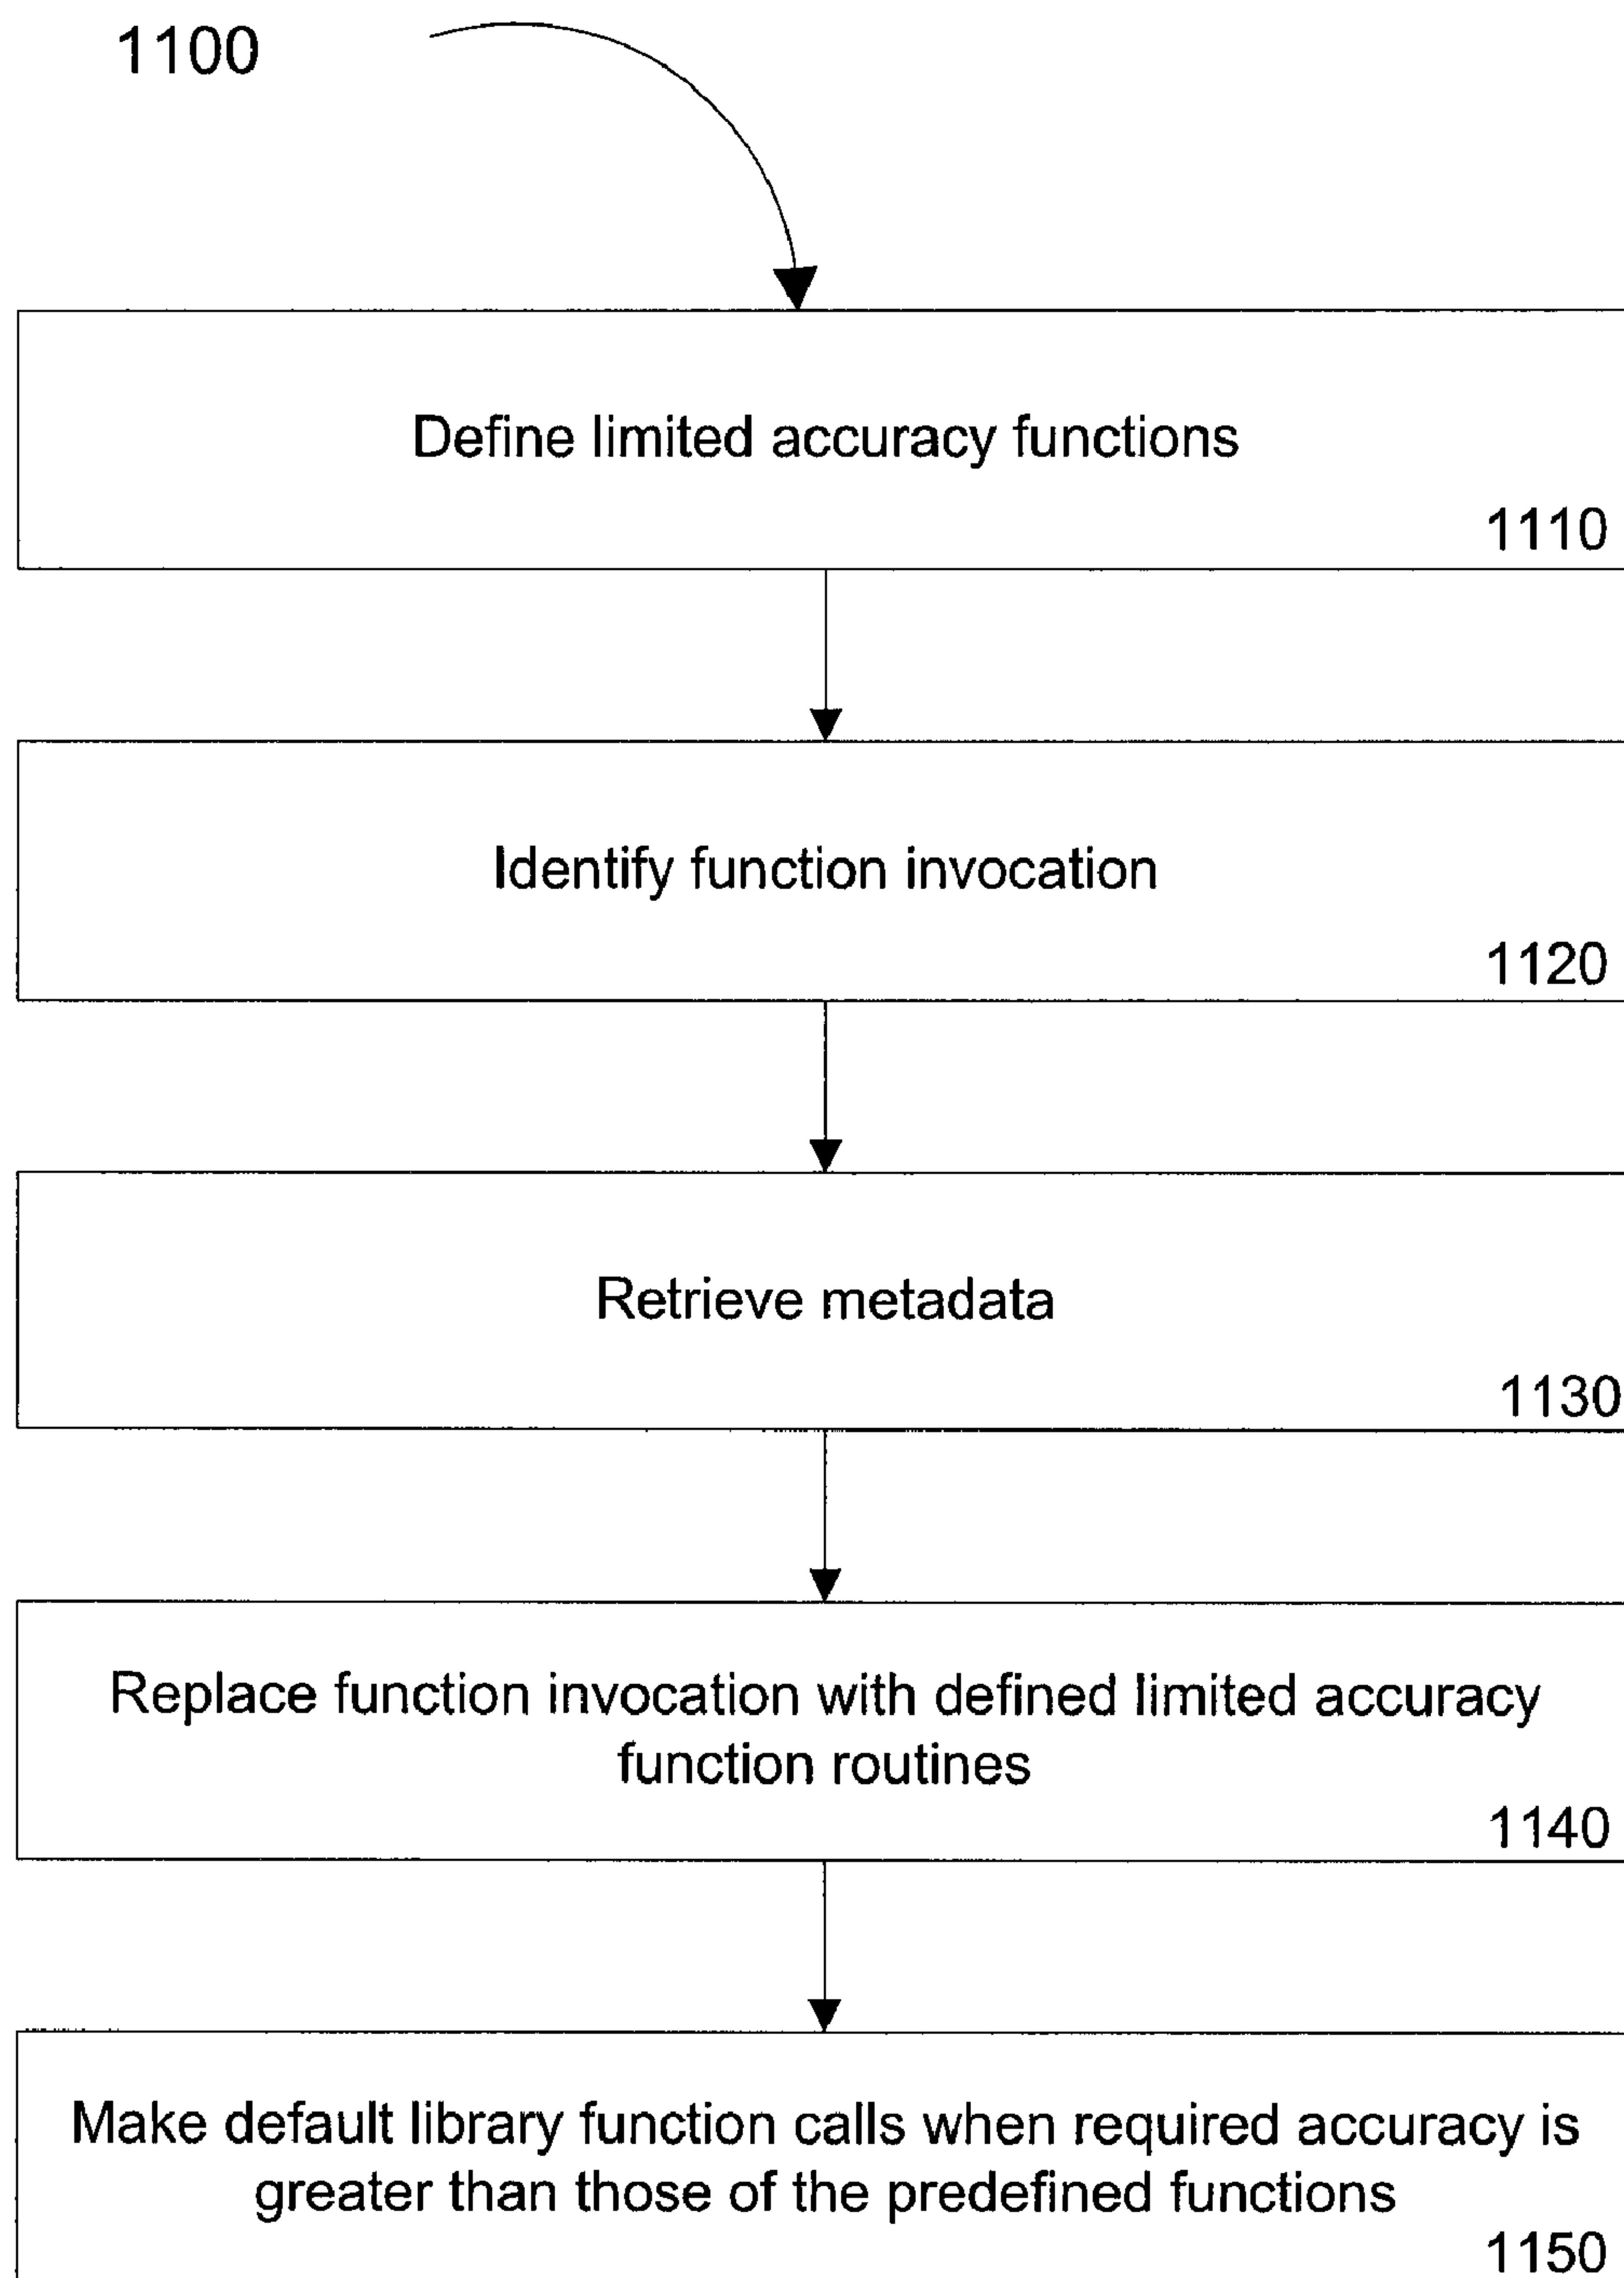 1100
Define limited accuracy functions
1110
Identify function invocation
1120
Retrieve metadata
1130
Replace function invocation with defined limited accuracy
function routines
1140
Make default library function calls when required accuracy is
greater than those of the predefined functions
1150